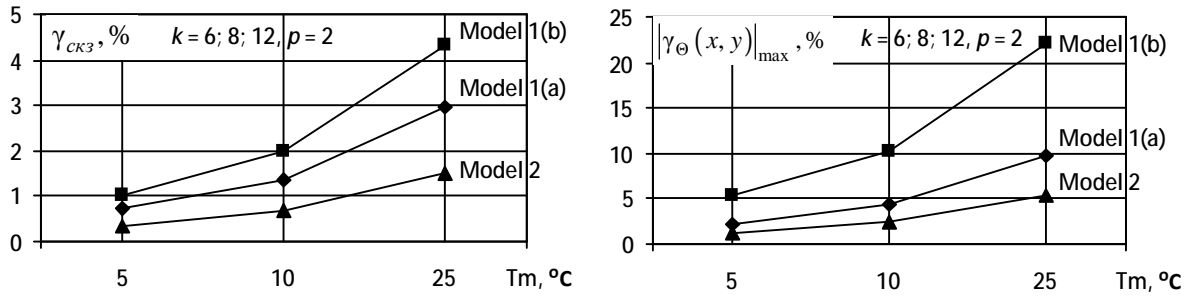 γскз, %    k = 6; 8; 12, p = 2
5
4
3
2
1
0
Model 1(b)
Model 1(a)
Model 2
5    10    25    Tm, °C
|γΘ(x, y)|max, %    k = 6; 8; 12, p = 2
25
20
15
10
5
0
Model 1(b)
Model 1(a)
Model 2
5    10    25    Tm, °C